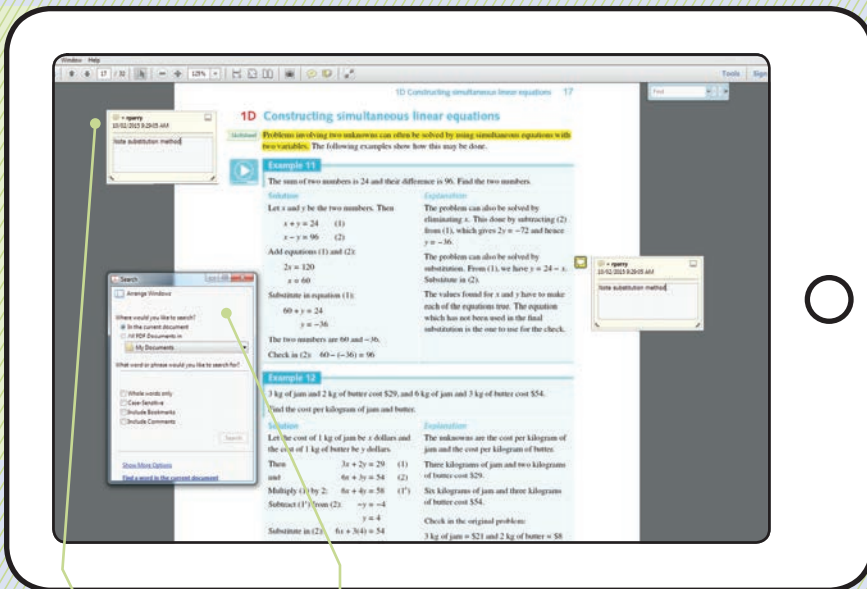 Window Help
17 / 32
125%
Tools
Sign
Find
1D Constructing simultaneous linear equations 17
rparry
10/02/2015 9:29:05 AM
Note substitution method
1D Constructing simultaneous linear equations
Problems involving two unknowns can often be solved by using simultaneous equations with
two variables. The following examples show how this may be done.
Example 11
The sum of two numbers is 24 and their difference is 96. Find the two numbers.
Solution
Let x and y be the two numbers. Then
x + y = 24 (1)
x − y = 96 (2)
Add equations (1) and (2):
2x = 120
x = 60
Substitute in equation (1):
60 + y = 24
y = −36
The two numbers are 60 and −36.
Check in (2): 60 − (−36) = 96
Explanation
The problem can also be solved by
eliminating x. This done by subtracting (2)
from (1), which gives 2y = −72 and hence
y = −36.
The problem can also be solved by
substitution. From (1), we have y = 24 − x.
Substitute in (2).
The values found for x and y have to make
each of the equations true. The equation
which has not been used in the final
substitution is the one to use for the check.
rparry
10/02/2015 9:29:05 AM
Note substitution method
Search
Arrange Windows
Where would you like to search?
In the current document
All PDF Documents in
My Documents
What word or phrase would you like to search for?
Whole words only
Case-Sensitive
Include Bookmarks
Include Comments
Search
Show More Options
Find a word in the current document
Example 12
3 kg of jam and 2 kg of butter cost $29, and 6 kg of jam and 3 kg of butter cost $54.
Find the cost per kilogram of jam and butter.
Solution
Let the cost of 1 kg of jam be x dollars and
the cost of 1 kg of butter be y dollars.
Then 3x + 2y = 29 (1)
and 6x + 3y = 54 (2)
Multiply (1) by 2: 6x + 4y = 58 (1′)
Subtract (1′) from (2): −y = −4
y = 4
Substitute in (2): 6x + 3(4) = 54
Explanation
The unknowns are the cost per kilogram of
jam and the cost per kilogram of butter.
Three kilograms of jam and two kilograms
of butter cost $29.
Six kilograms of jam and three kilograms
of butter cost $54.
Check in the original problem:
3 kg of jam = $21 and 2 kg of butter = $8